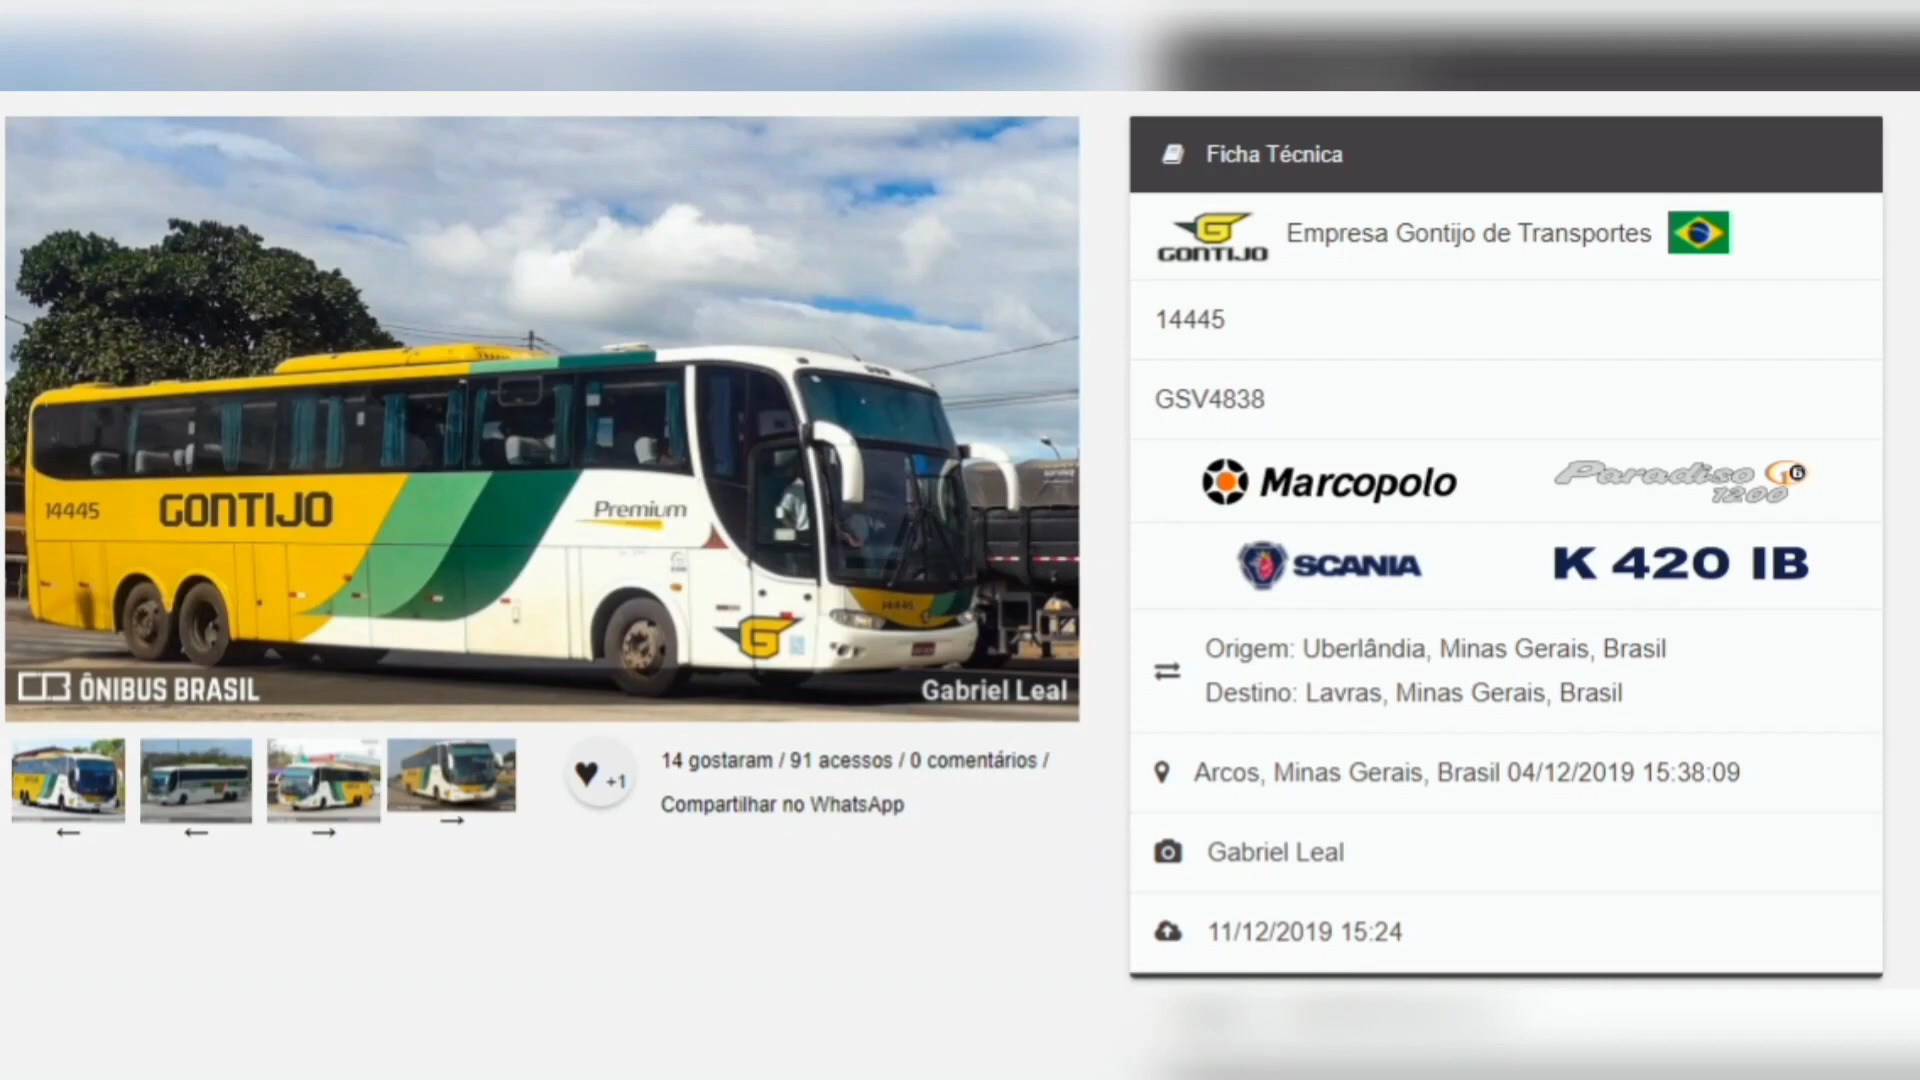 14445
GONTIJO
Premium
14445
ÔNIBUS BRASIL
Gabriel Leal
+1
14 gostaram / 91 acessos / 0 comentários /
Compartilhar no WhatsApp
Ficha Técnica
GONTIJO
Empresa Gontijo de Transportes
14445
GSV4838
Marcopolo
Paradiso G6
1200
SCANIA
K 420 IB
Origem: Uberlândia, Minas Gerais, Brasil
Destino: Lavras, Minas Gerais, Brasil
Arcos, Minas Gerais, Brasil 04/12/2019 15:38:09
Gabriel Leal
11/12/2019 15:24